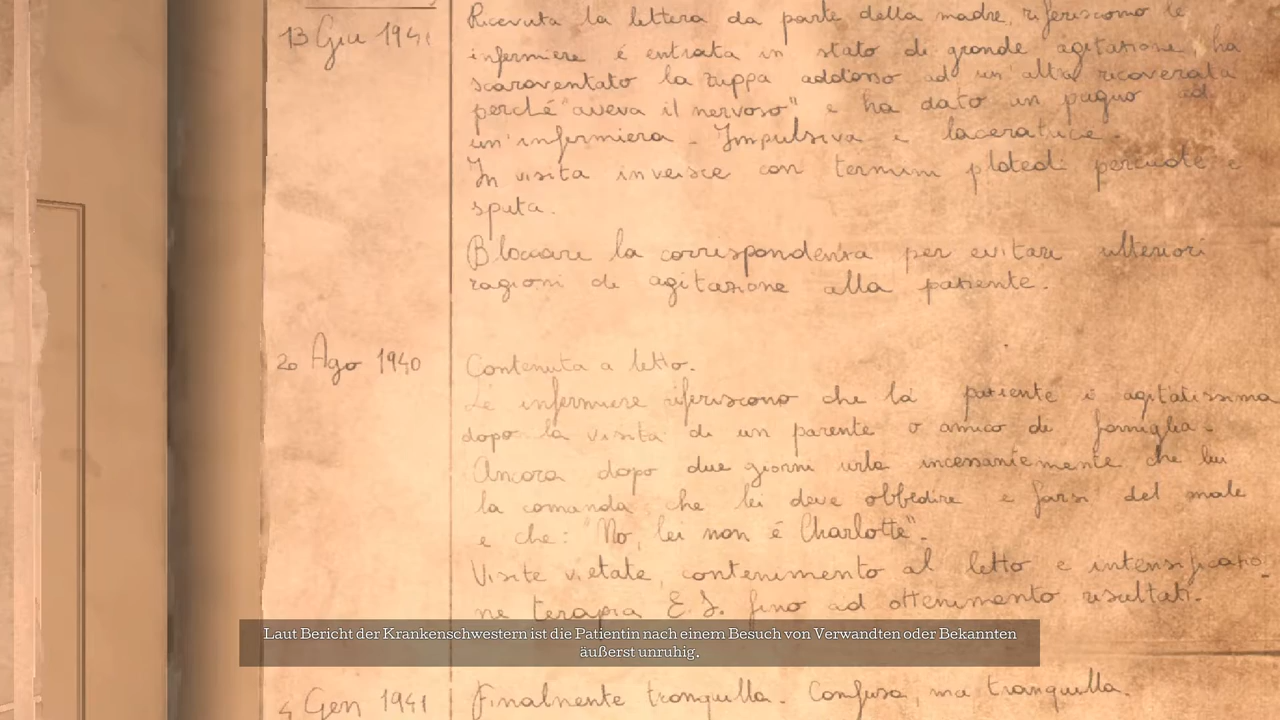 13 Giu 1941
Ricevuta la lettera da parte della madre, riferiscono le
infermiere é entrata in stato di grande agitazione, ha
scaraventato la zuppa addosso ad un'altra ricoverata
perché "aveva il nervoso" e ha dato un pugno ad
un'infermiera. Impulsiva e laceratrice.
In visita inveisce con termini plateali percuote e
sputa.
Bloccare la corrispondenza per evitare ulteriori
ragioni di agitazione alla paziente.
20 Ago 1940
Contenuta a letto.
Le infermiere riferiscono che la paziente è agitatissima
dopo la visita di un parente o amico di famiglia.
Ancora dopo due giorni urla incessantemente che lui
la comanda, che lei deve obbedire e farsi del male
e che: "No, lei non é Charlotte".
Visite vietate, contenimento al letto e intensificazio_
ne terapia E.S. fino ad ottenimento risultati.
Laut Bericht der Krankenschwestern ist die Patientin nach einem Besuch von Verwandten oder Bekannten
äußerst unruhig.
4 Gen 1941
Finalmente tranquilla. Confusa, ma tranquilla.